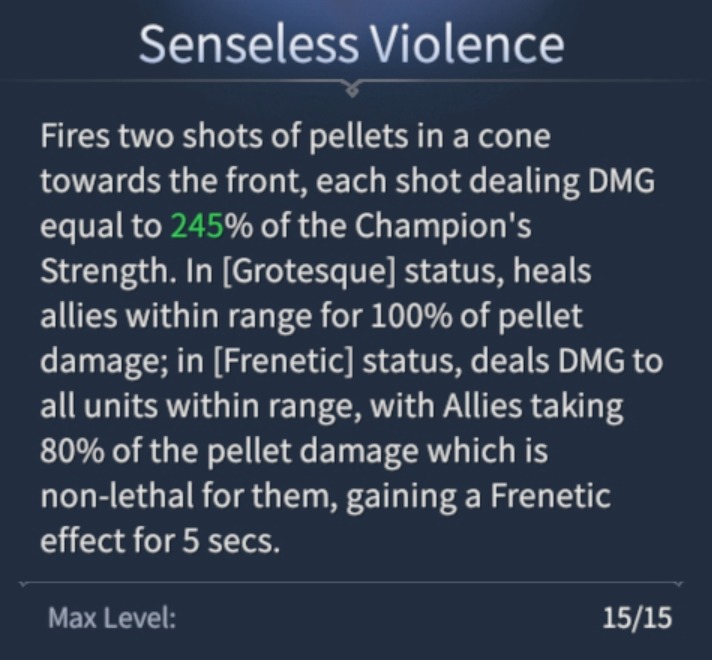 Senseless Violence
Fires two shots of pellets in a cone
towards the front, each shot dealing DMG
equal to 245% of the Champion's
Strength. In [Grotesque] status, heals
allies within range for 100% of pellet
damage; in [Frenetic] status, deals DMG to
all units within range, with Allies taking
80% of the pellet damage which is
non-lethal for them, gaining a Frenetic
effect for 5 secs.
Max Level: 15/15